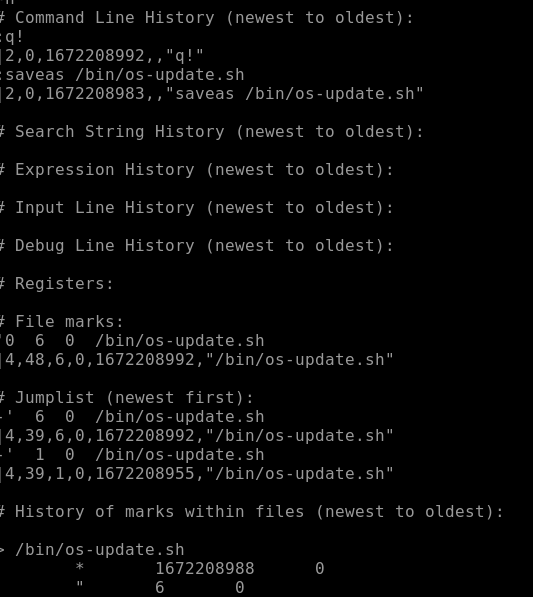 # Command Line History (newest to oldest):
:q!
|2,0,1672208992,,"q!"
:saveas /bin/os-update.sh
|2,0,1672208983,,"saveas /bin/os-update.sh"
# Search String History (newest to oldest):
# Expression History (newest to oldest):
# Input Line History (newest to oldest):
# Debug Line History (newest to oldest):
# Registers:
# File marks:
'0  6  0  /bin/os-update.sh
|4,48,6,0,1672208992,"/bin/os-update.sh"
# Jumplist (newest first):
-'  6  0  /bin/os-update.sh
|4,39,6,0,1672208992,"/bin/os-update.sh"
-'  1  0  /bin/os-update.sh
|4,39,1,0,1672208955,"/bin/os-update.sh"
# History of marks within files (newest to oldest):
> /bin/os-update.sh
*	1672208988	0
"	6	0